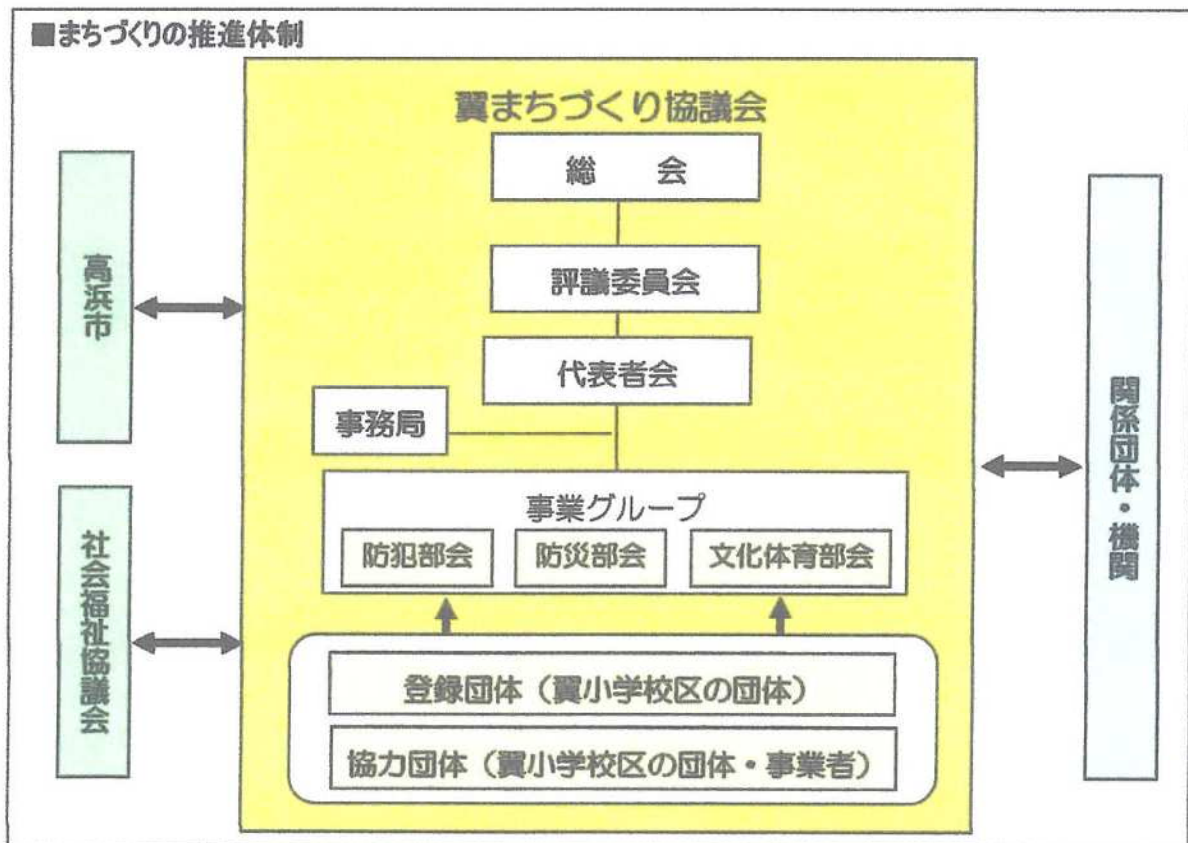 ■まちづくりの推進体制
翼まちづくり協議会
総　会
評議委員会
代表者会
事務局
事業グループ
防犯部会
防災部会
文化体育部会
登録団体（翼小学校区の団体）
協力団体（翼小学校区の団体・事業者）
高浜市
社会福祉協議会
関係団体・機関